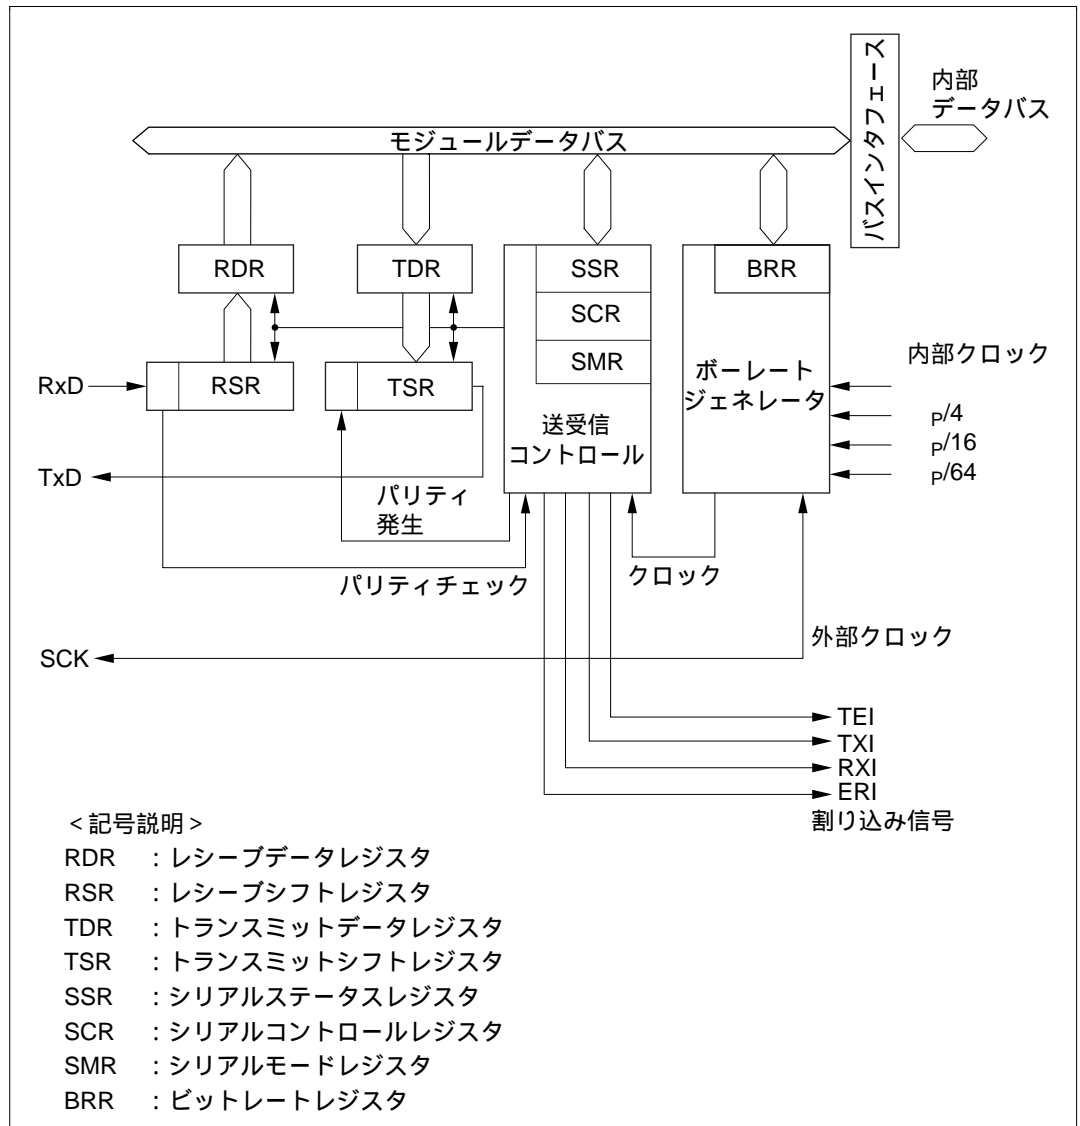 バスインタフェース
内部
データバス
モジュールデータバス
RDR
TDR
SSR
BRR
SCR
SMR
RxD
RSR
TSR
ボーレート
ジェネレータ
内部クロック
P/4
P/16
P/64
送受信
コントロール
TxD
パリティ
発生
パリティチェック
クロック
外部クロック
SCK
TEI
TXI
RXI
ERI
割り込み信号
<記号説明>
RDR :レシーブデータレジスタ
RSR :レシーブシフトレジスタ
TDR :トランスミットデータレジスタ
TSR :トランスミットシフトレジスタ
SSR :シリアルステータスレジスタ
SCR :シリアルコントロールレジスタ
SMR :シリアルモードレジスタ
BRR :ビットレートレジスタ